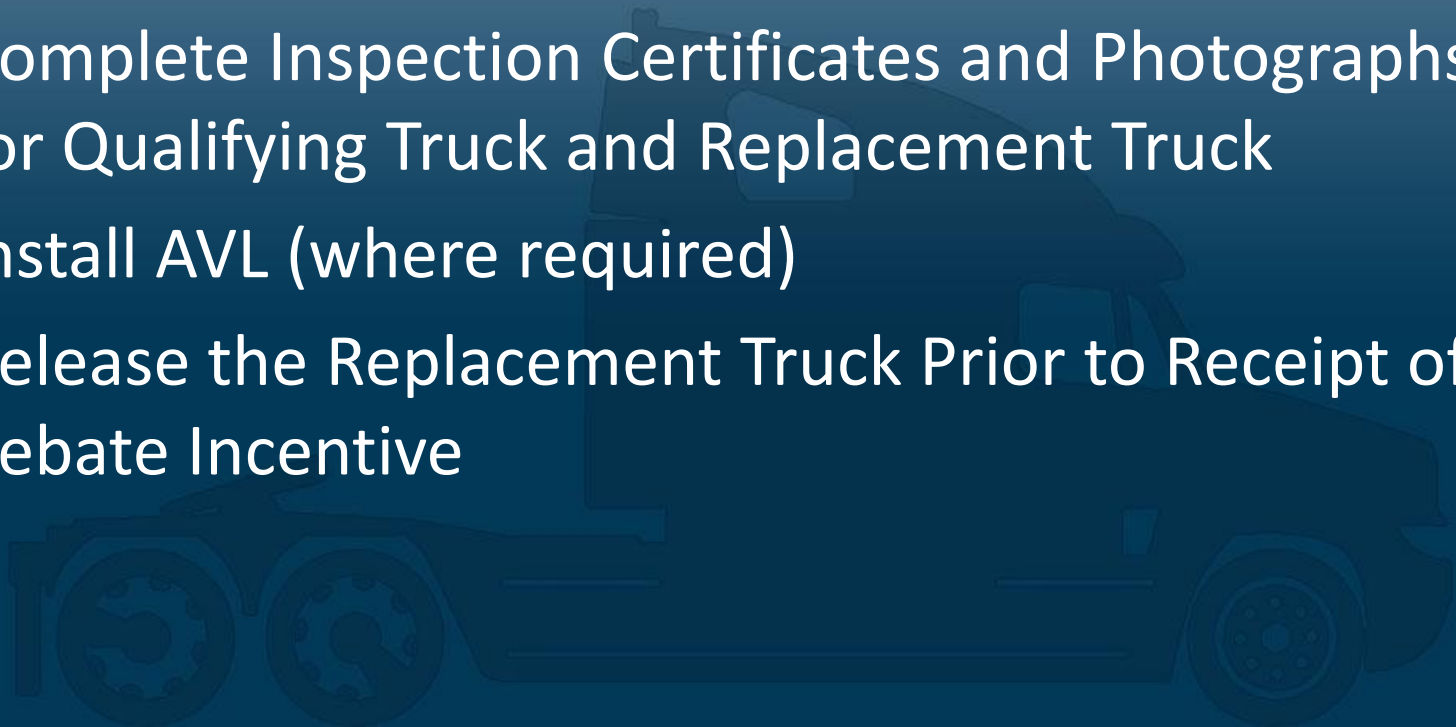 omplete Inspection Certificates and Photographs
or Qualifying Truck and Replacement Truck
nstall AVL (where required)
elease the Replacement Truck Prior to Receipt of
ebate Incentive